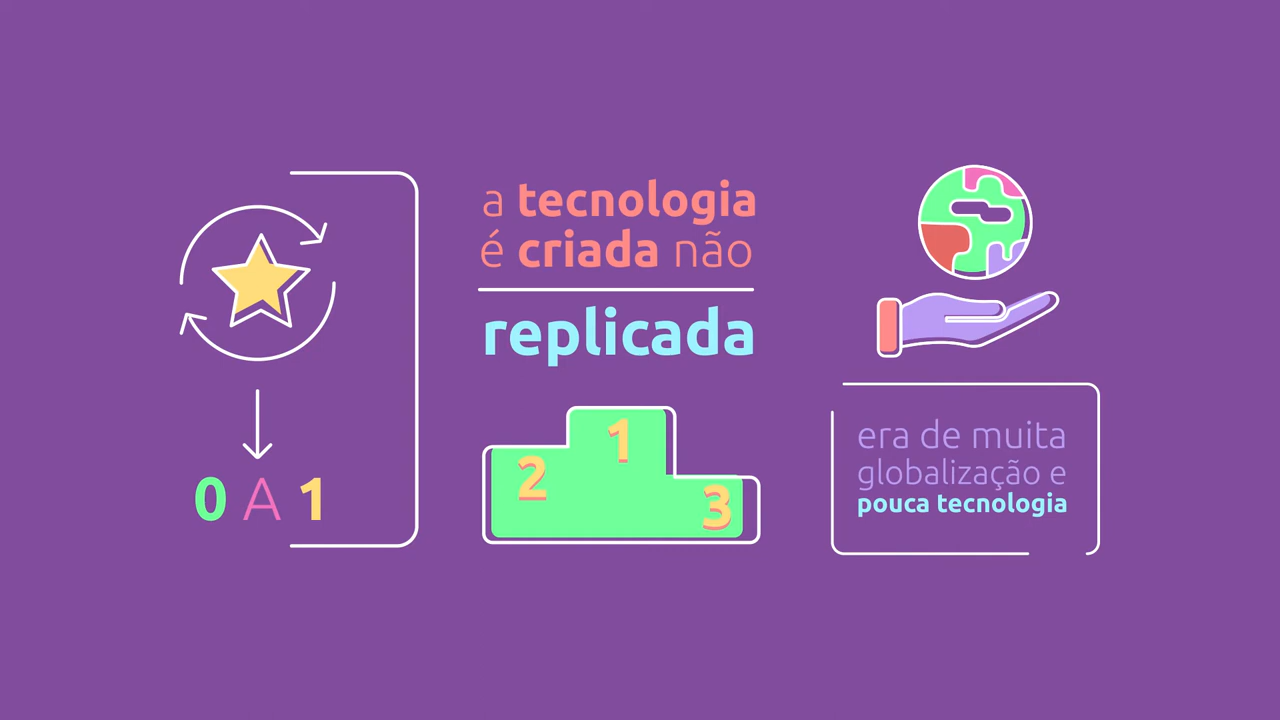 0 A 1
a tecnologia
é criada não
replicada
1
2
3
era de muita
globalização e
pouca tecnologia